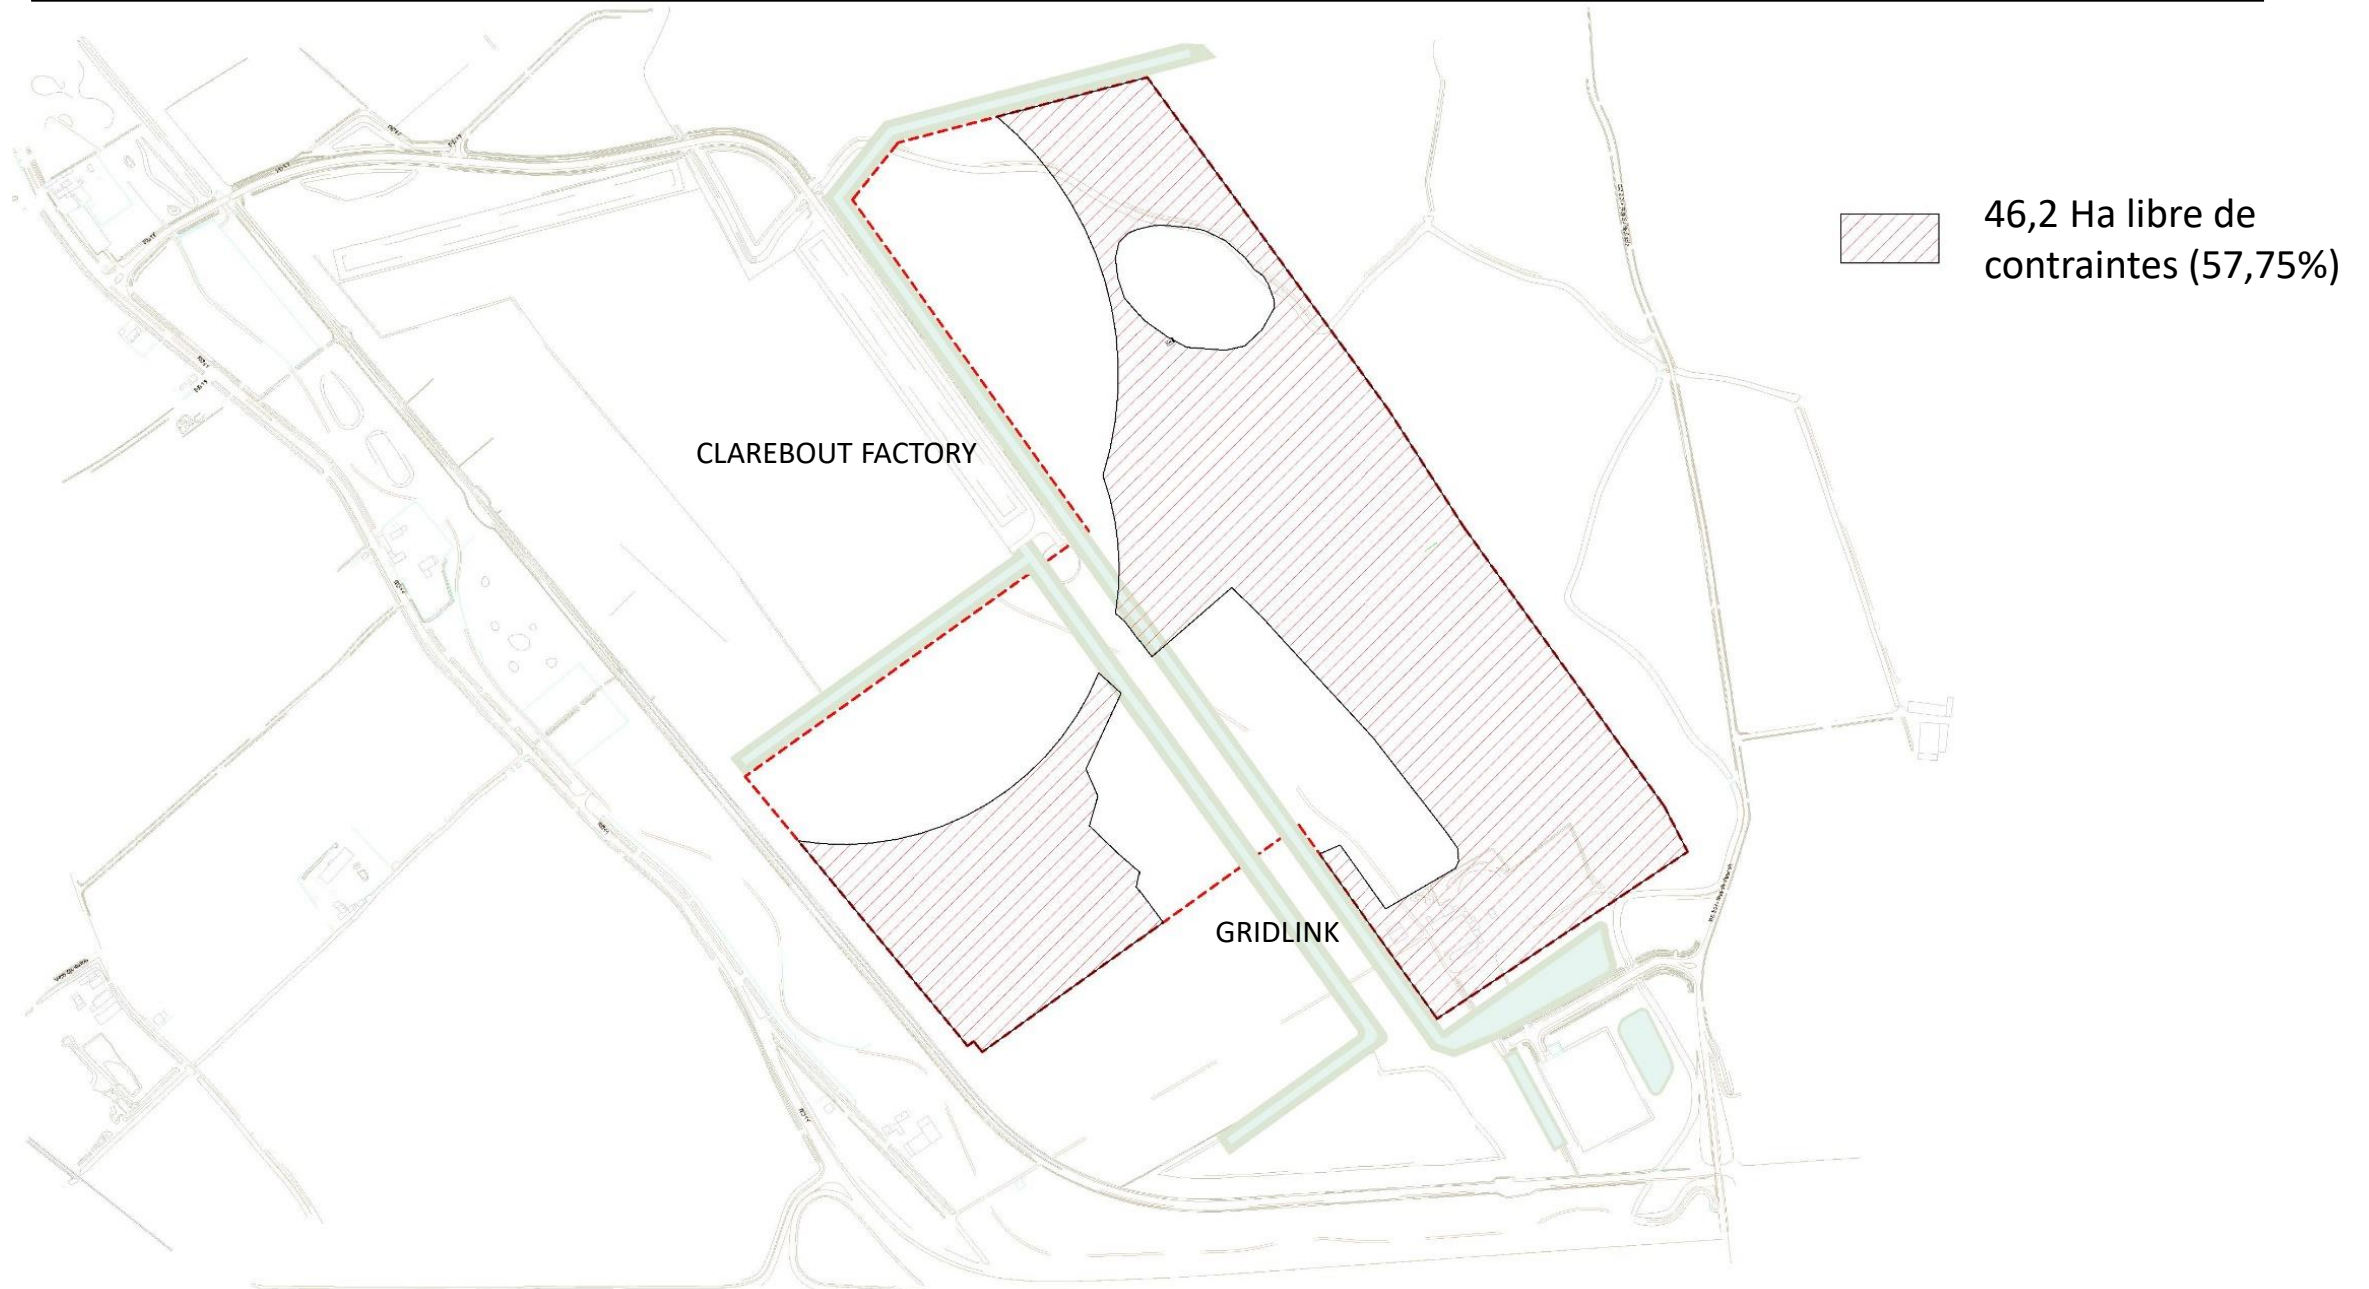 46,2 Ha libre de
contraintes (57,75%)
CLAREBOUT FACTORY
GRIDLINK